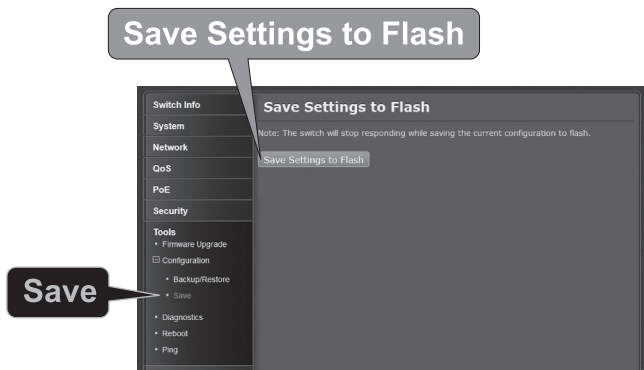 Save Settings to Flash
Switch Info
System
Network
QoS
PoE
Security
Tools
• Firmware Upgrade
Configuration
• Backup/Restore
• Save
• Diagnostics
• Reboot
• Ping
Save Settings to Flash
Note: The switch will stop responding while saving the current configuration to flash.
Save Settings to Flash
Save